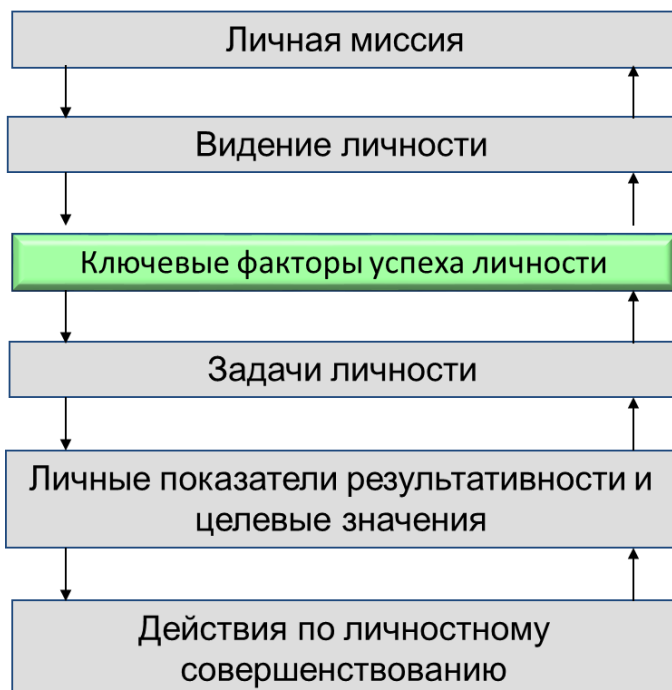 Личная миссия
Видение личности
Ключевые факторы успеха личности
Задачи личности
Личные показатели результативности и
целевые значения
Действия по личностному
совершенствованию